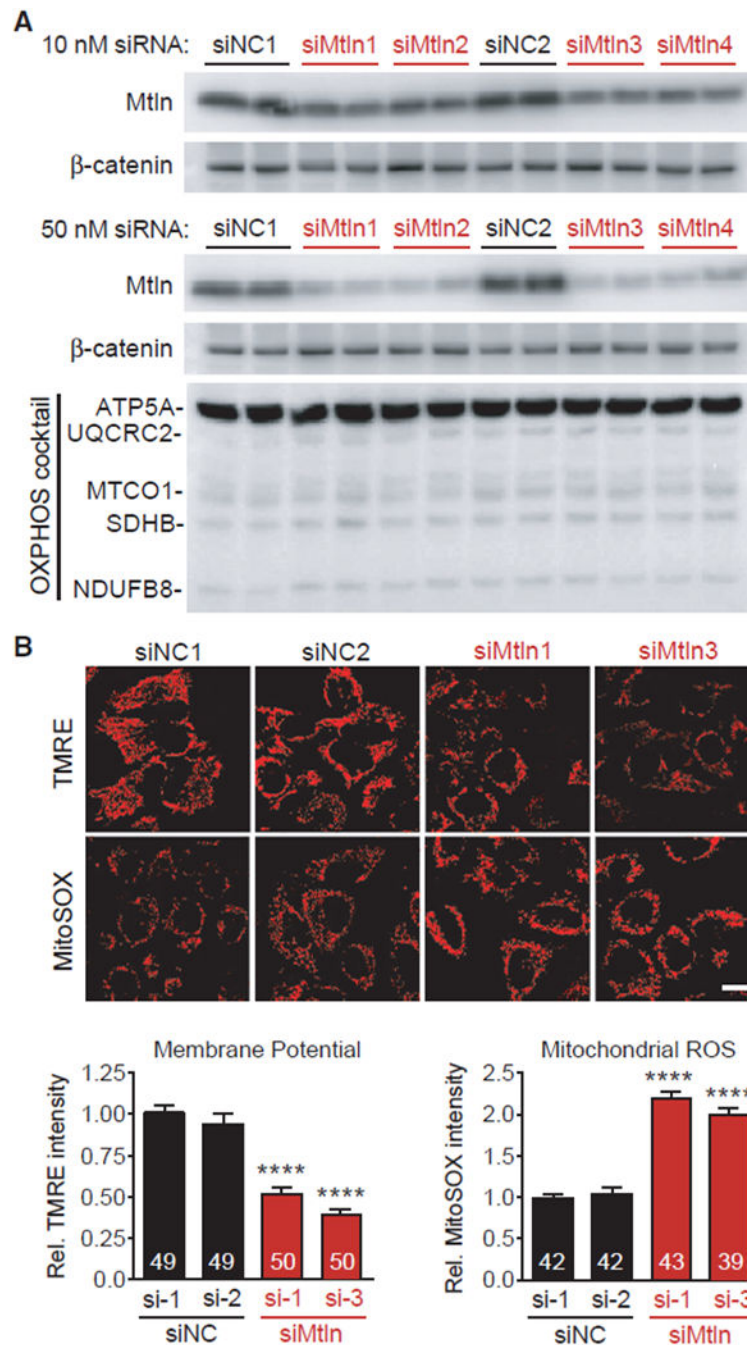 A
10 nM siRNA: siNC1 siMtln1 siMtln2 siNC2 siMtln3 siMtln4
Mtln
β-catenin
50 nM siRNA: siNC1 siMtln1 siMtln2 siNC2 siMtln3 siMtln4
Mtln
β-catenin
OXPHOS cocktail
ATP5A-
UQCRC2-
MTCO1-
SDHB-
NDUFB8-
B
siNC1 siNC2 siMtln1 siMtln3
TMRE
MitoSOX
Membrane Potential
Rel. TMRE intensity
1.25
1.00
0.75
0.50
0.25
0.0
**** ****
49 49 50 50
si-1 si-2 si-1 si-3
siNC siMtln
Mitochondrial ROS
Rel. MitoSOX intensity
2.5
2.0
1.5
1.0
0.5
0.0
**** ****
42 42 43 39
si-1 si-2 si-1 si-3
siNC siMtln